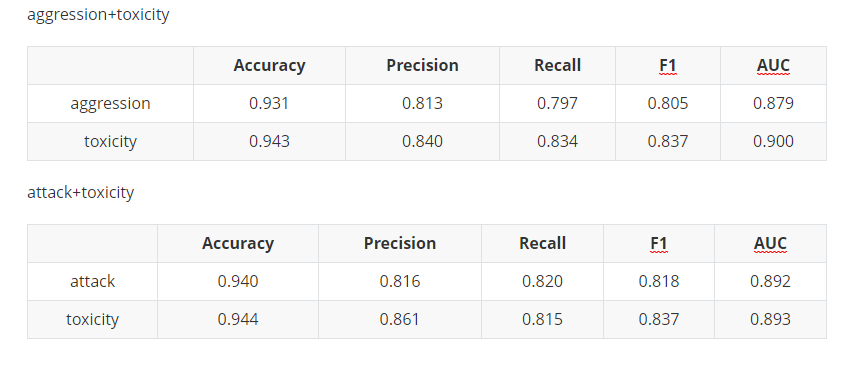 aggression+toxicity
Accuracy Precision Recall F1 AUC
aggression 0.931 0.813 0.797 0.805 0.879
toxicity 0.943 0.840 0.834 0.837 0.900
attack+toxicity
Accuracy Precision Recall F1 AUC
attack 0.940 0.816 0.820 0.818 0.892
toxicity 0.944 0.861 0.815 0.837 0.893